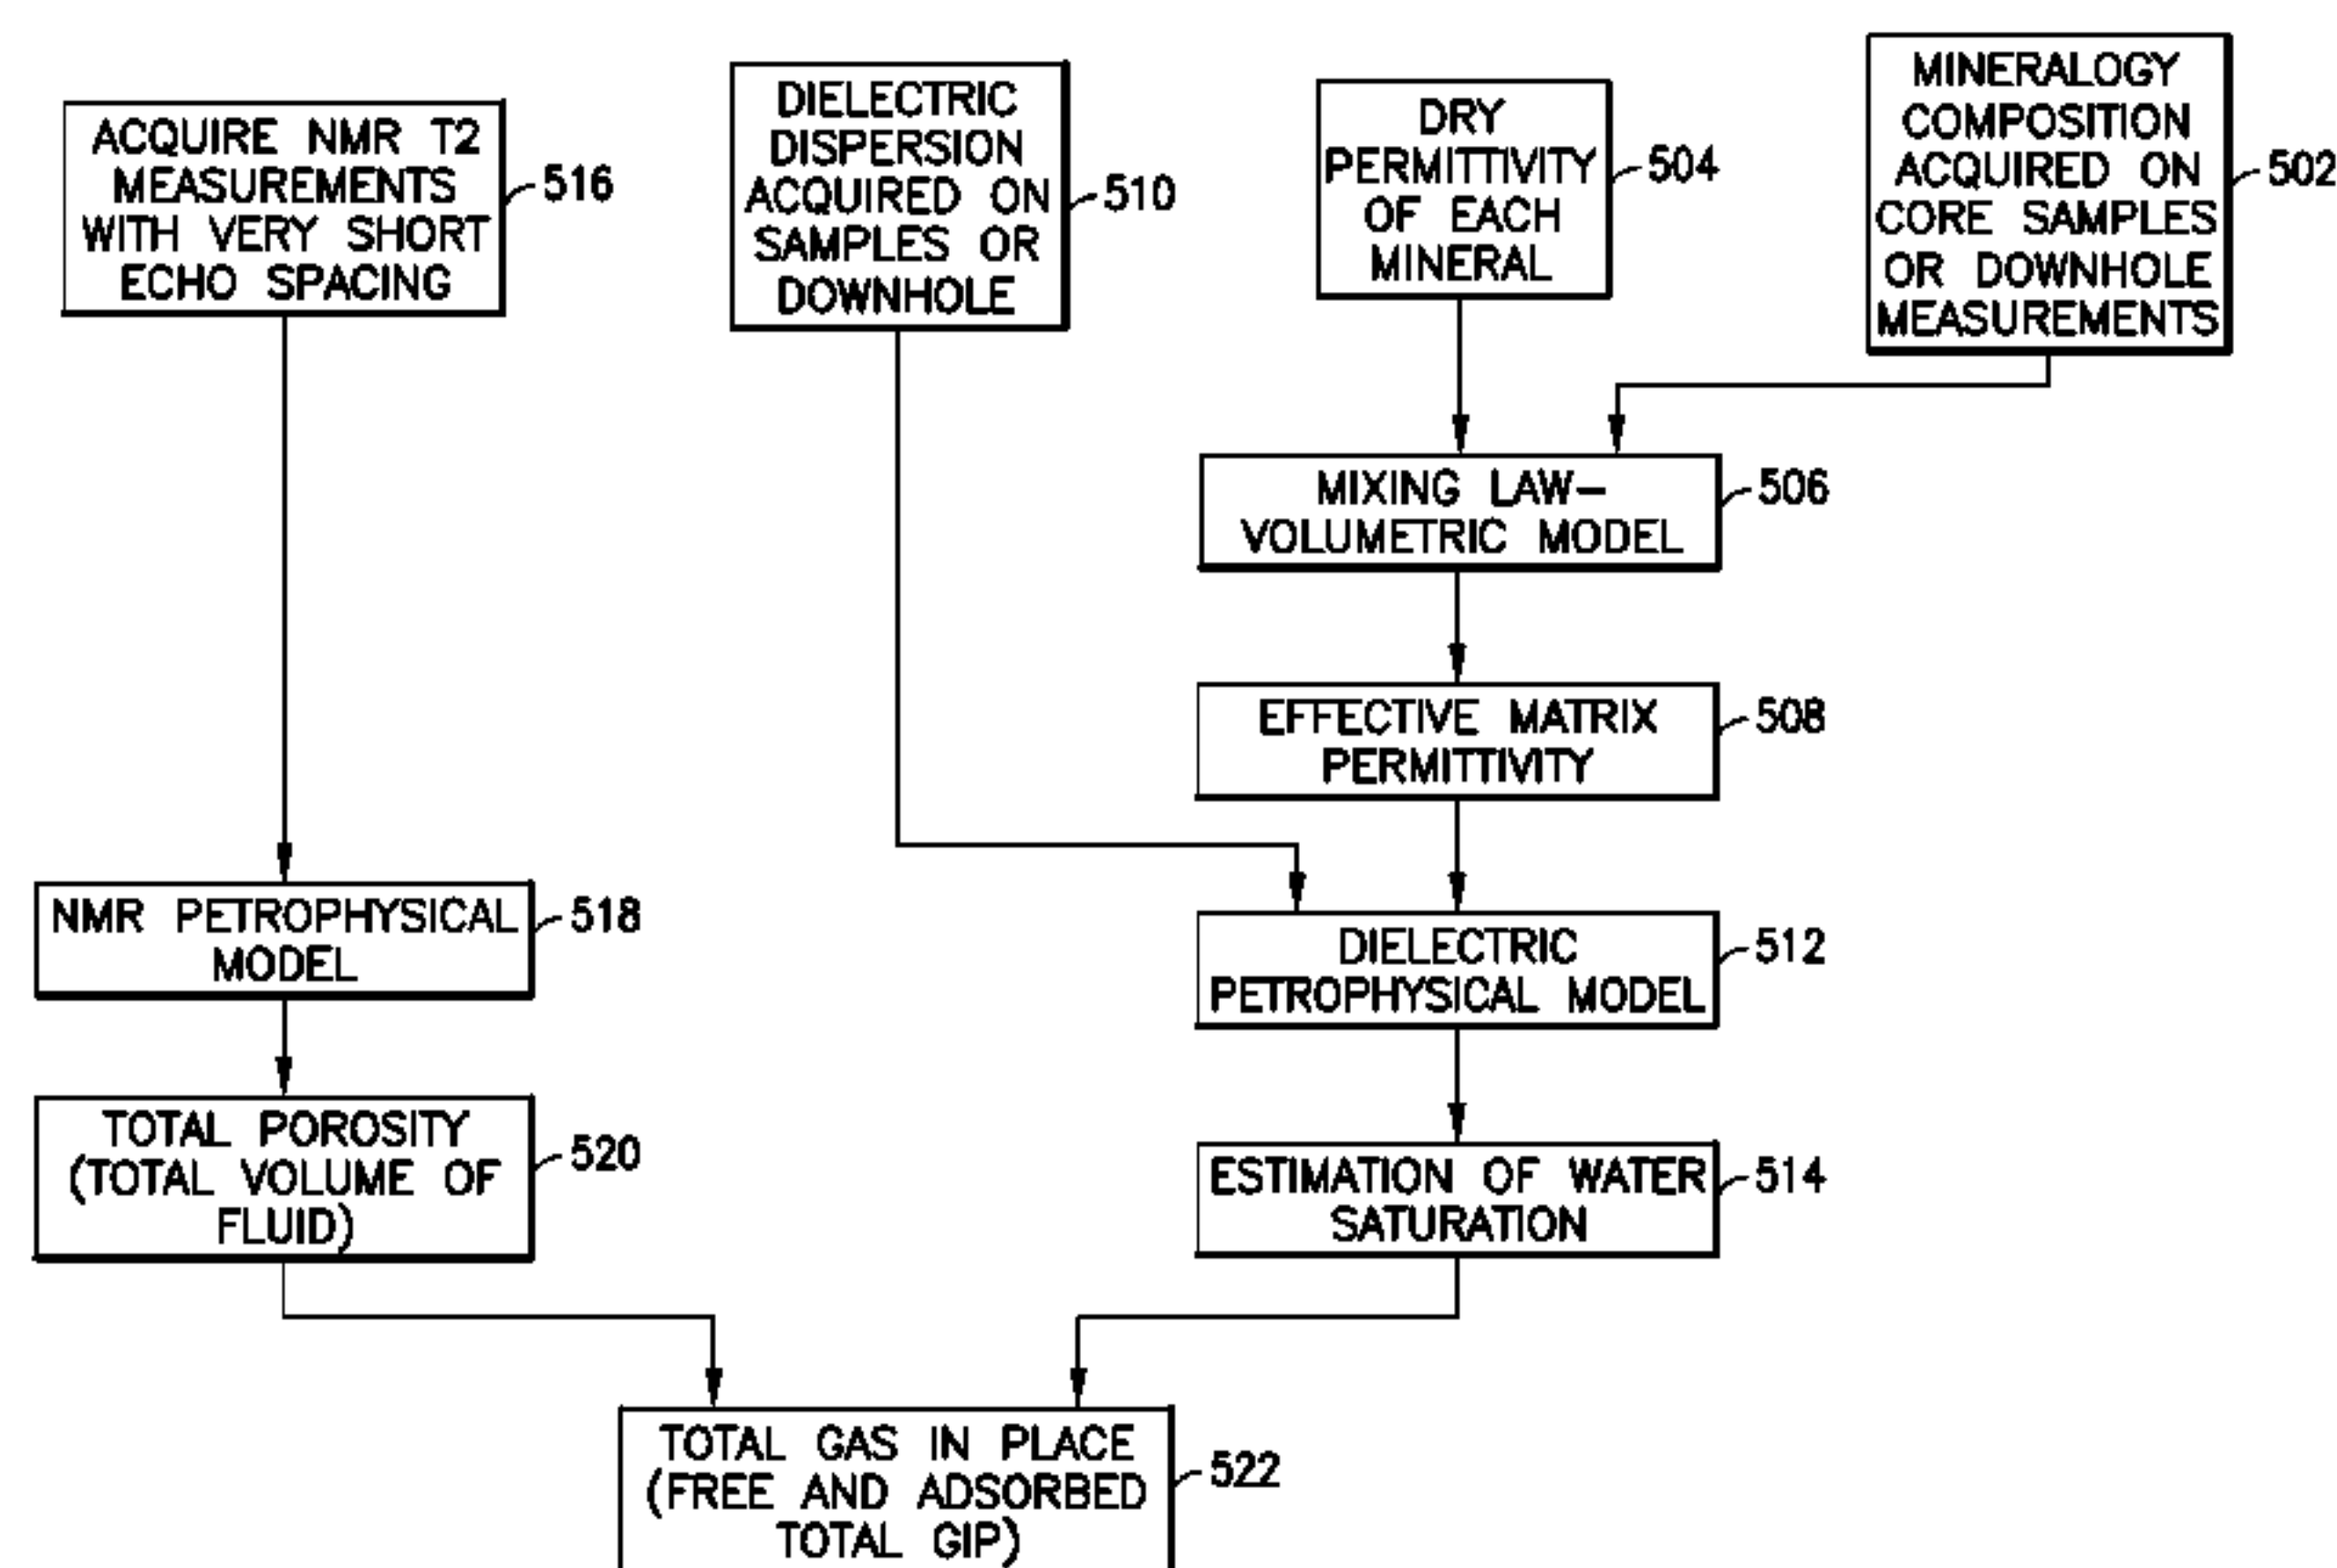 ACQUIRE NMR T2
MEASUREMENTS
WITH VERY SHORT
ECHO SPACING
516
DIELECTRIC
DISPERSION
ACQUIRED ON
SAMPLES OR
DOWNHOLE
510
DRY
PERMITTIVITY
OF EACH
MINERAL
504
MINERALOGY
COMPOSITION
ACQUIRED ON
CORE SAMPLES
OR DOWNHOLE
MEASUREMENTS
502
MIXING LAW–
VOLUMETRIC MODEL
506
EFFECTIVE MATRIX
PERMITTIVITY
508
NMR PETROPHYSICAL
MODEL
518
DIELECTRIC
PETROPHYSICAL MODEL
512
TOTAL POROSITY
(TOTAL VOLUME OF
FLUID)
520
ESTIMATION OF WATER
SATURATION
514
TOTAL GAS IN PLACE
(FREE AND ADSORBED
TOTAL GIP)
522